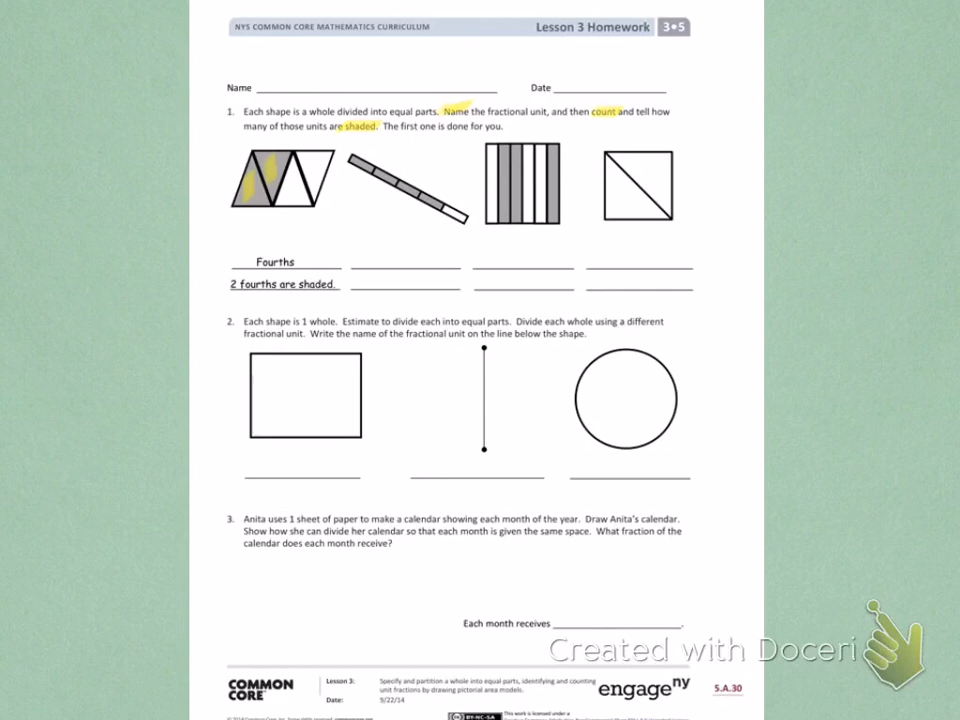 NYS COMMON CORE MATHEMATICS CURRICULUM Lesson 3 Homework 3•5
Name Date
1. Each shape is a whole divided into equal parts. Name the fractional unit, and then count and tell how
many of those units are shaded. The first one is done for you.
Fourths
2 fourths are shaded.
2. Each shape is 1 whole. Estimate to divide each into equal parts. Divide each whole using a different
fractional unit. Write the name of the fractional unit on the line below the shape.
3. Anita uses 1 sheet of paper to make a calendar showing each month of the year. Draw Anita's calendar.
Show how she can divide her calendar so that each month is given the same space. What fraction of the
calendar does each month receive?
Each month receives .
Created with Doceri
COMMON
CORE
Lesson 3: Specify and partition a whole into equal parts, identifying and counting
unit fractions by drawing pictorial area models.
Date: 5/22/14
engage ny
5.A.30
BY-NC-SA
This work is licensed under a